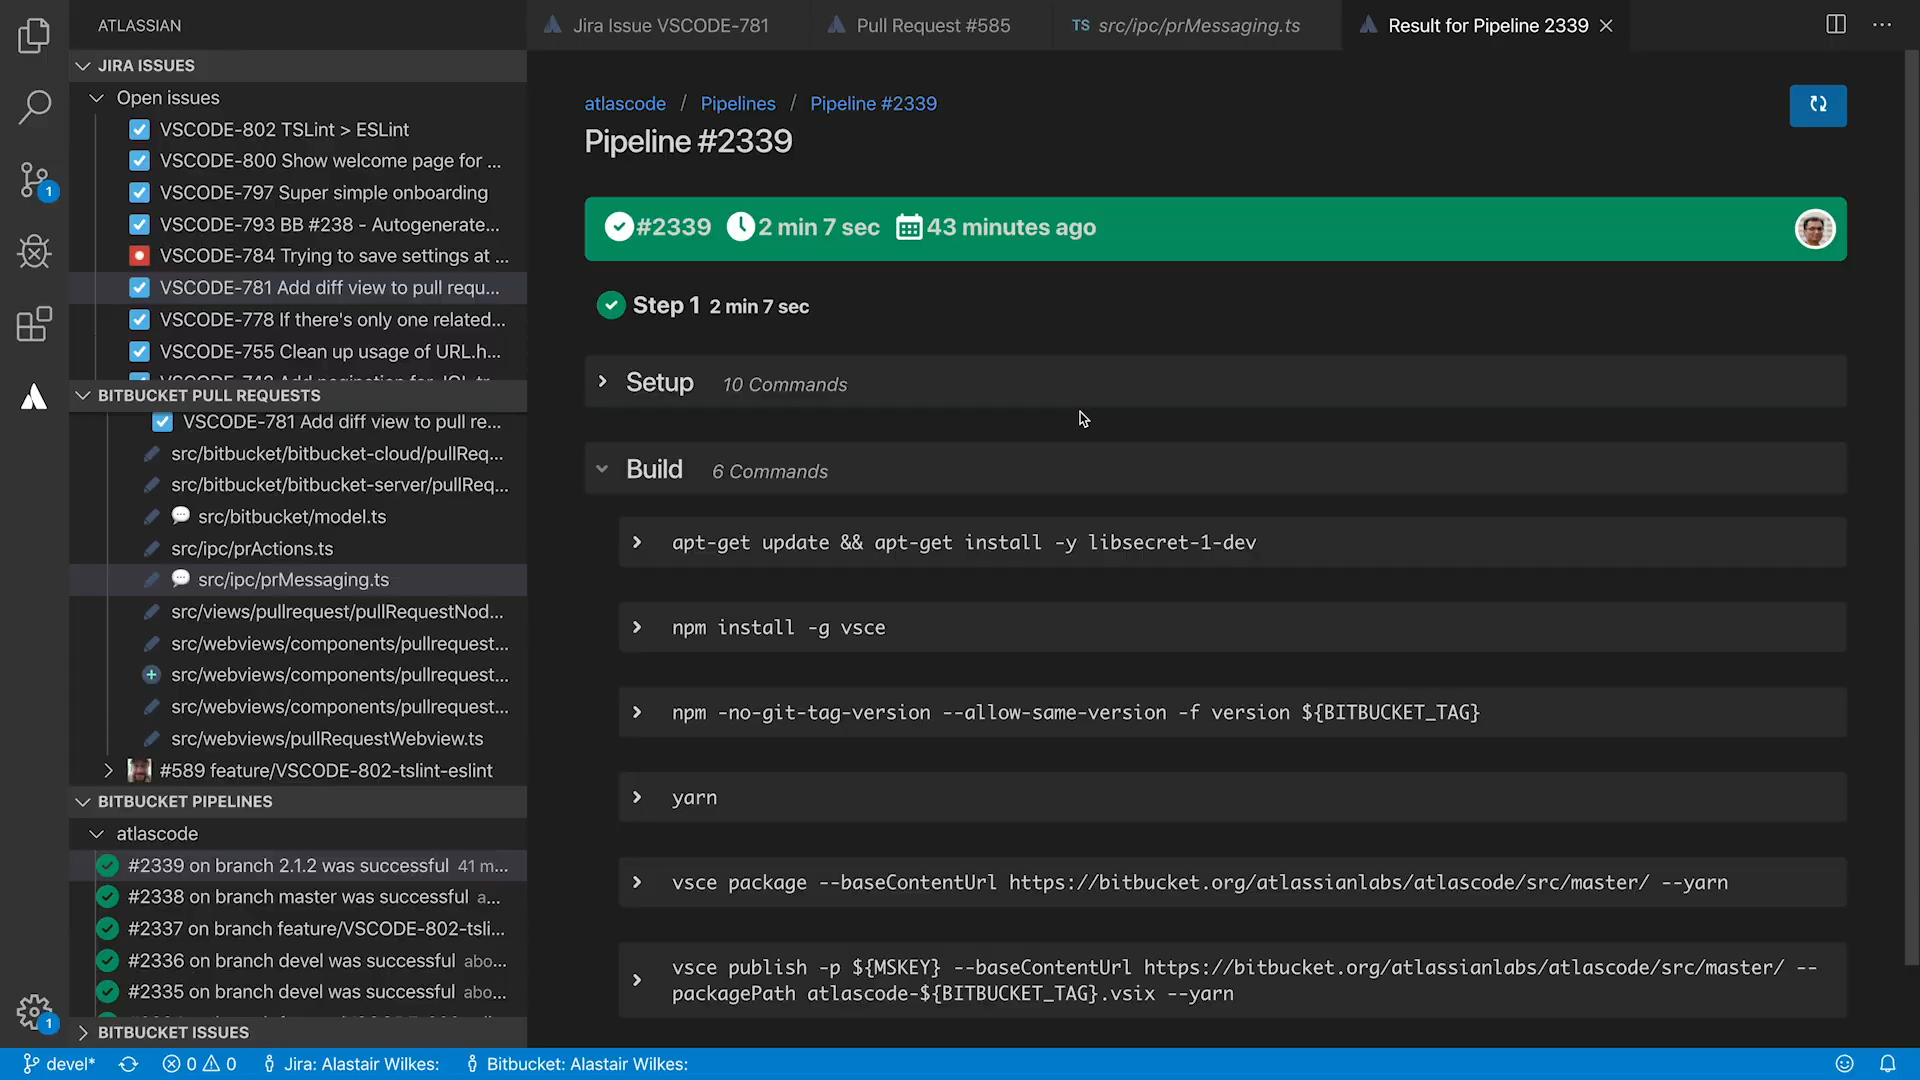 ATLASSIAN
JIRA ISSUES
Open issues
VSCODE-802 TSLint > ESLint
VSCODE-800 Show welcome page for ...
VSCODE-797 Super simple onboarding
VSCODE-793 BB #238 - Autogenerate...
VSCODE-784 Trying to save settings at ...
VSCODE-781 Add diff view to pull requ...
VSCODE-778 If there's only one related...
VSCODE-755 Clean up usage of URL.h...
BITBUCKET PULL REQUESTS
VSCODE-781 Add diff view to pull re...
src/bitbucket/bitbucket-cloud/pullReq...
src/bitbucket/bitbucket-server/pullReq...
src/bitbucket/model.ts
src/ipc/prActions.ts
src/ipc/prMessaging.ts
src/views/pullrequest/pullRequestNod...
src/webviews/components/pullrequest...
src/webviews/components/pullrequest...
src/webviews/components/pullrequest...
src/webviews/pullRequestWebview.ts
#589 feature/VSCODE-802-tslint-eslint
BITBUCKET PIPELINES
atlascode
#2339 on branch 2.1.2 was successful 41 m...
#2338 on branch master was successful a...
#2337 on branch feature/VSCODE-802-tsli...
#2336 on branch devel was successful abo...
#2335 on branch devel was successful abo...
BITBUCKET ISSUES
1
1
Jira Issue VSCODE-781
Pull Request #585
TS src/ipc/prMessaging.ts
Result for Pipeline 2339
atlascode / Pipelines / Pipeline #2339
Pipeline #2339
#2339 2 min 7 sec 43 minutes ago
Step 1 2 min 7 sec
Setup 10 Commands
Build 6 Commands
apt-get update && apt-get install -y libsecret-1-dev
npm install -g vsce
npm -no-git-tag-version --allow-same-version -f version ${BITBUCKET_TAG}
yarn
vsce package --baseContentUrl https://bitbucket.org/atlassianlabs/atlascode/src/master/ --yarn
vsce publish -p ${MSKEY} --baseContentUrl https://bitbucket.org/atlassianlabs/atlascode/src/master/ --
packagePath atlascode-${BITBUCKET_TAG}.vsix --yarn
devel* 0 0 Jira: Alastair Wilkes: Bitbucket: Alastair Wilkes: